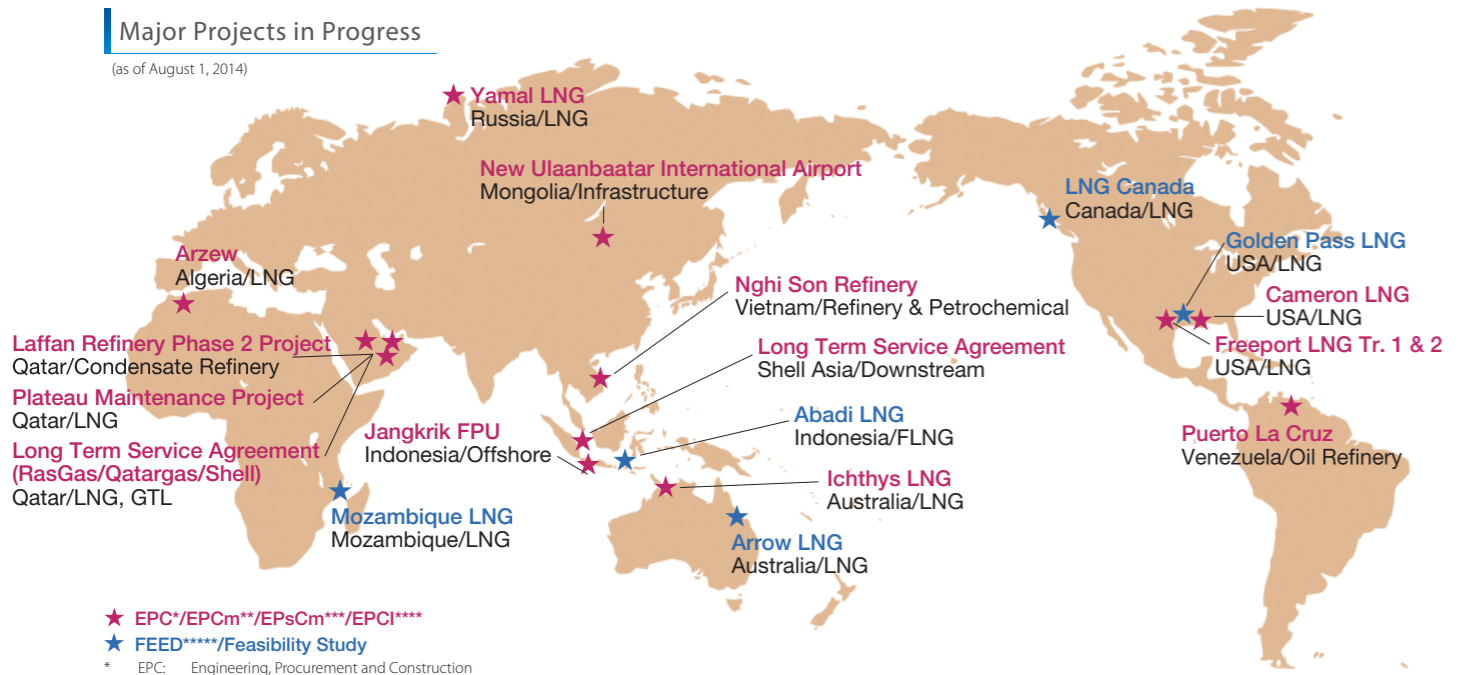 Major Projects in Progress
(as of August 1, 2014)
Yamal LNG
Russia/LNG
New Ulaanbaatar International Airport
Mongolia/Infrastructure
LNG Canada
Canada/LNG
Golden Pass LNG
USA/LNG
Arzew
Algeria/LNG
Nghi Son Refinery
Vietnam/Refinery & Petrochemical
Cameron LNG
USA/LNG
Laffan Refinery Phase 2 Project
Qatar/Condensate Refinery
Long Term Service Agreement
Shell Asia/Downstream
Freeport LNG Tr. 1 & 2
USA/LNG
Plateau Maintenance Project
Qatar/LNG
Abadi LNG
Indonesia/FLNG
Jangkrik FPU
Indonesia/Offshore
Puerto La Cruz
Venezuela/Oil Refinery
Long Term Service Agreement
(RasGas/Qatargas/Shell)
Qatar/LNG, GTL
Ichthys LNG
Australia/LNG
Mozambique LNG
Mozambique/LNG
Arrow LNG
Australia/LNG
★ EPC*/EPCm**/EPsCm***/EPCI****
★ FEED*****/Feasibility Study
* EPC: Engineering, Procurement and Construction